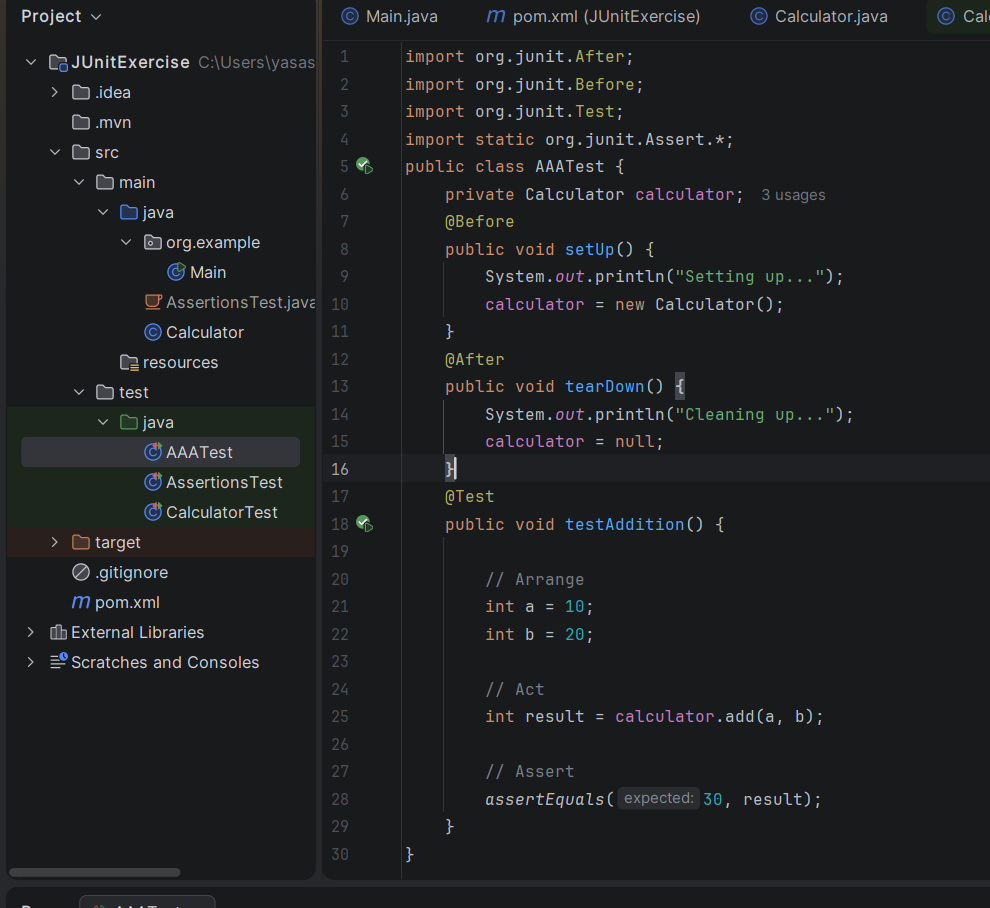 Project
JUnitExercise C:\Users\yasas
.idea
.mvn
src
main
java
org.example
Main
AssertionsTest.java
Calculator
resources
test
java
AAATest
AssertionsTest
CalculatorTest
target
.gitignore
pom.xml
External Libraries
Scratches and Consoles
Main.java
pom.xml (JUnitExercise)
Calculator.java
1 import org.junit.After;
2 import org.junit.Before;
3 import org.junit.Test;
4 import static org.junit.Assert.*;
5 public class AAATest {
6 private Calculator calculator; 3 usages
7 @Before
8 public void setUp() {
9 System.out.println("Setting up...");
10 calculator = new Calculator();
11 }
12 @After
13 public void tearDown() {
14 System.out.println("Cleaning up...");
15 calculator = null;
16 }
17 @Test
18 public void testAddition() {
19
20 // Arrange
21 int a = 10;
22 int b = 20;
23
24 // Act
25 int result = calculator.add(a, b);
26
27 // Assert
28 assertEquals( expected: 30, result);
29 }
30 }